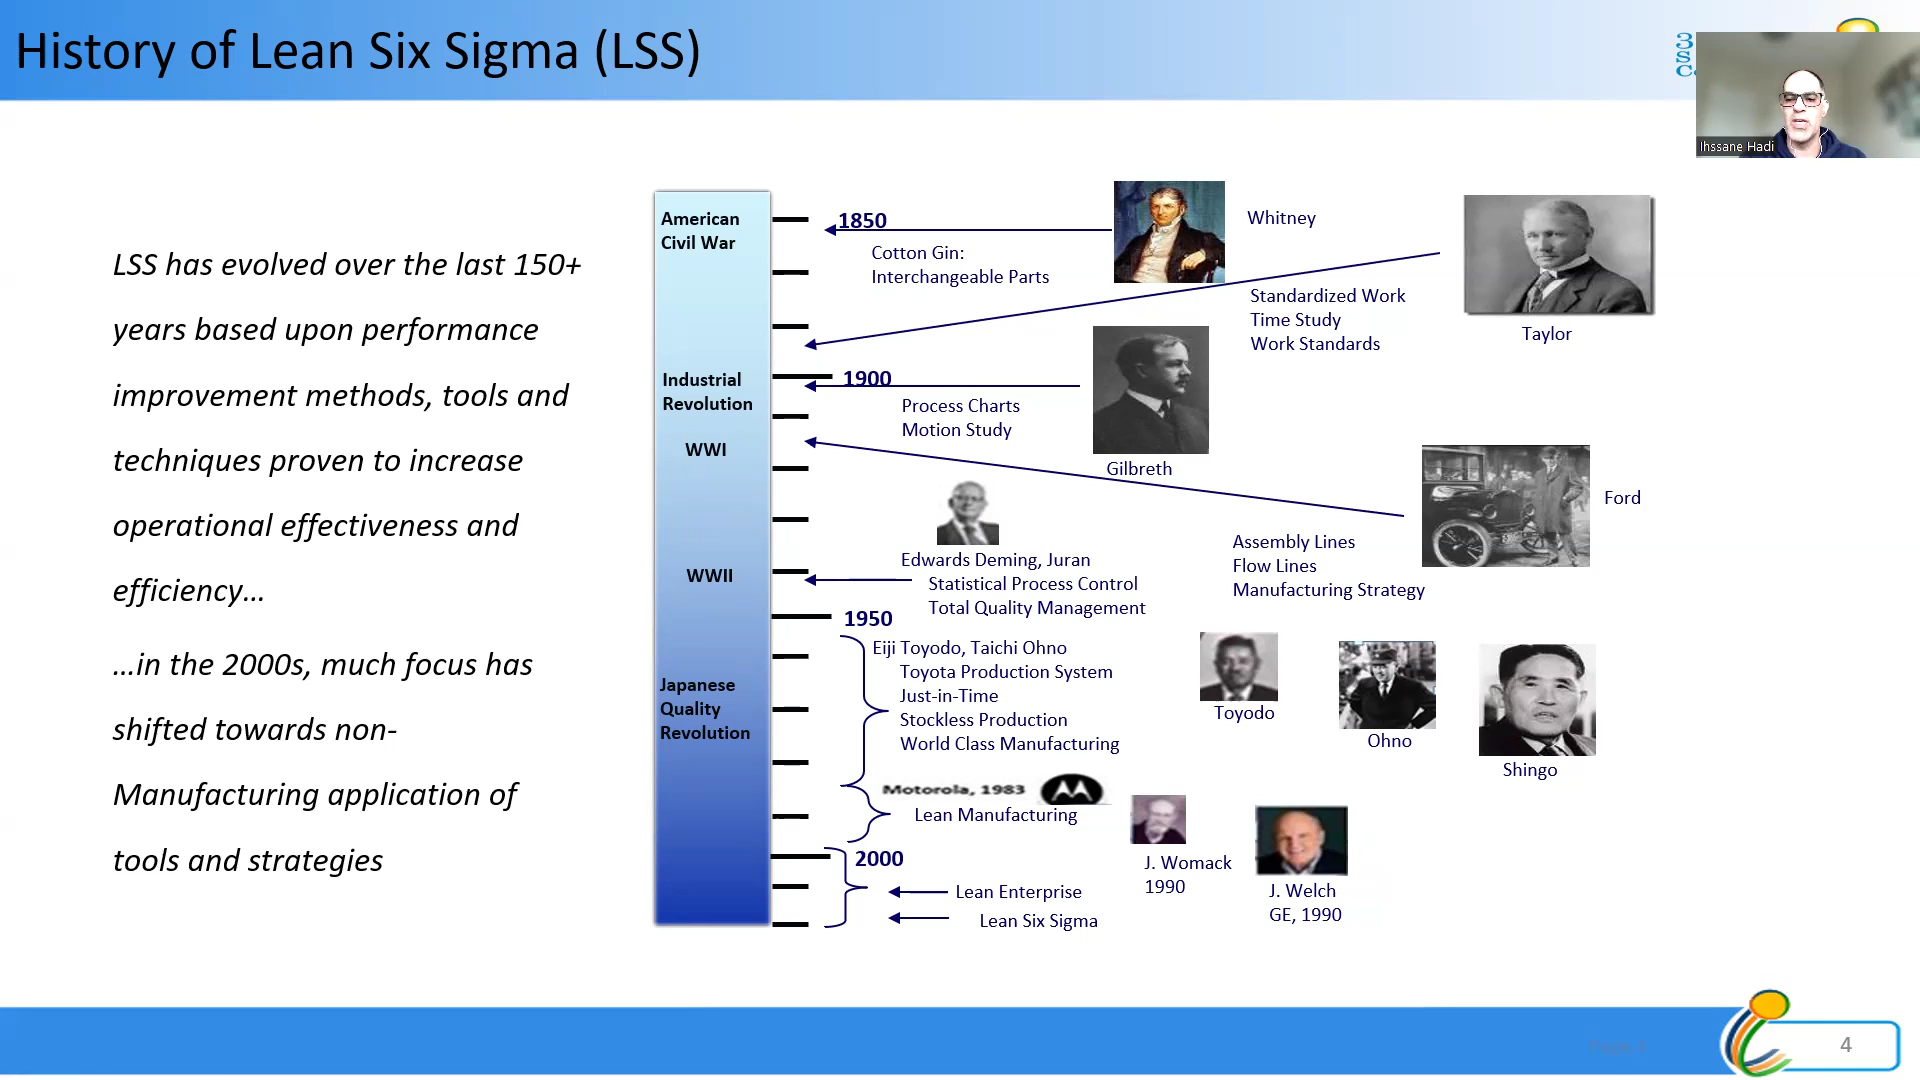 History of Lean Six Sigma (LSS)
Ihssane Hadi
LSS has evolved over the last 150+
years based upon performance
improvement methods, tools and
techniques proven to increase
operational effectiveness and
efficiency…
…in the 2000s, much focus has
shifted towards non-
Manufacturing application of
tools and strategies
American
Civil War
Industrial
Revolution
WWI
WWII
Japanese
Quality
Revolution
1850
Cotton Gin:
Interchangeable Parts
Whitney
Standardized Work
Time Study
Work Standards
Taylor
1900
Process Charts
Motion Study
Gilbreth
Ford
Assembly Lines
Flow Lines
Manufacturing Strategy
Edwards Deming, Juran
Statistical Process Control
Total Quality Management
1950
Eiji Toyodo, Taichi Ohno
Toyota Production System
Just-in-Time
Stockless Production
World Class Manufacturing
Toyodo
Ohno
Shingo
Motorola, 1983
Lean Manufacturing
J. Womack
1990
J. Welch
GE, 1990
2000
Lean Enterprise
Lean Six Sigma
4